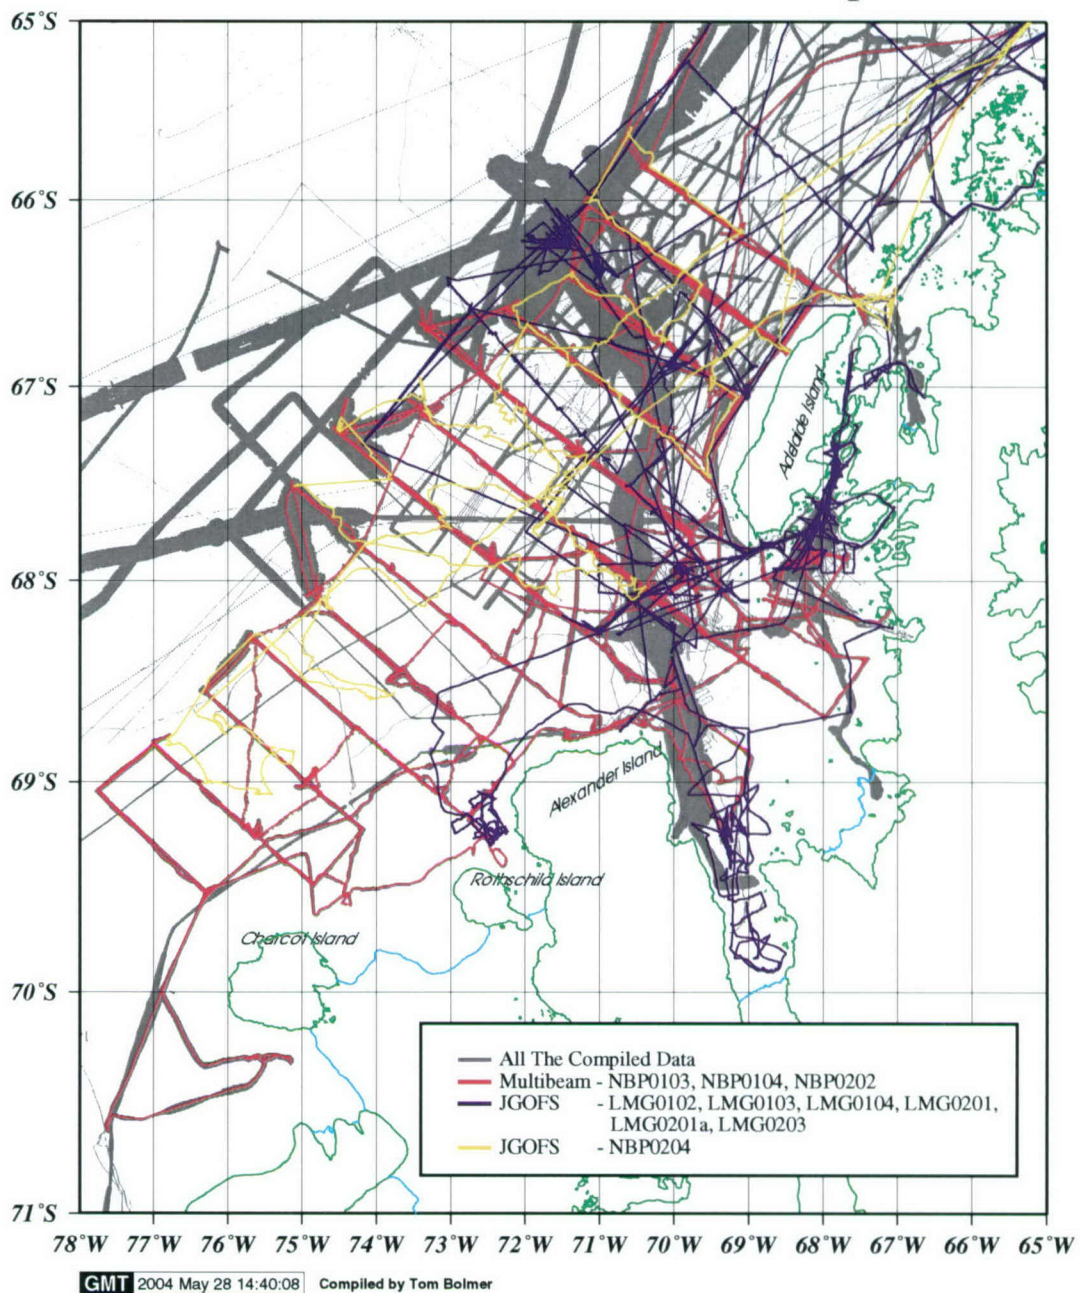 65°S
66°S
67°S
68°S
69°S
70°S
71°S
Adelaide Island
Alexander Island
Rothschild Island
Charcot Island
All The Compiled Data
Multibeam - NBP0103, NBP0104, NBP0202
JGOFS - LMG0102, LMG0103, LMG0104, LMG0201,
LMG0201a, LMG0203
JGOFS - NBP0204
78°W 77°W 76°W 75°W 74°W 73°W 72°W 71°W 70°W 69°W 68°W 67°W 66°W 65°W
GMT 2004 May 28 14:40:08 Compiled by Tom Bolmer